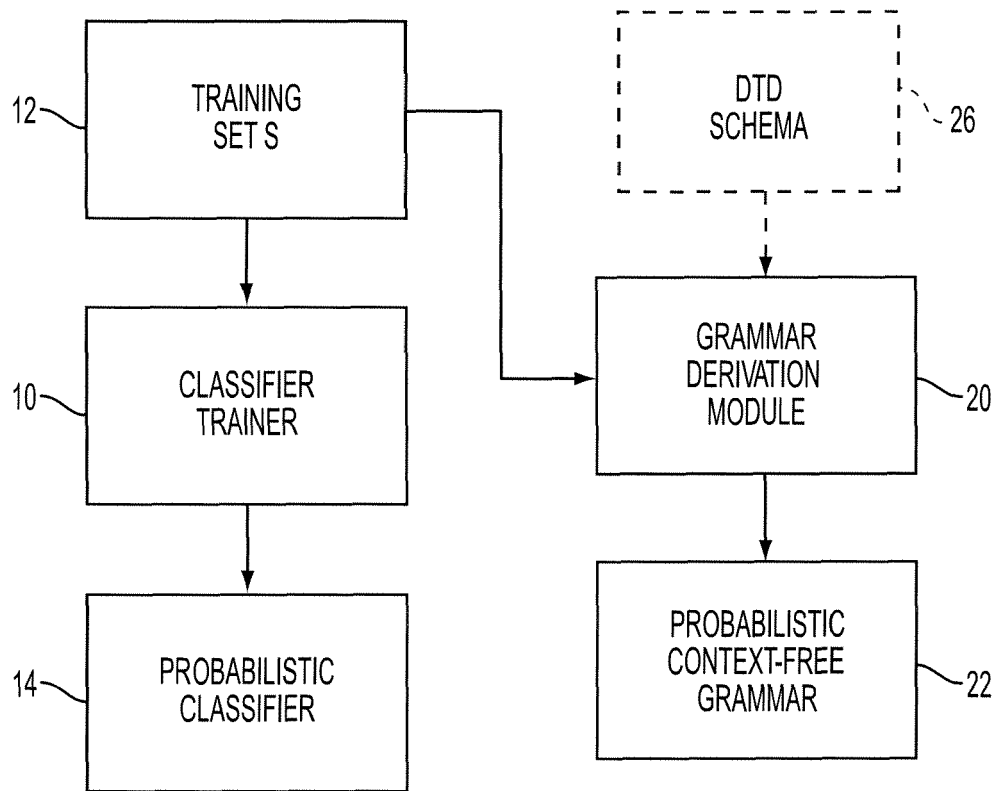 12
TRAINING
SET S
DTD
SCHEMA
26
10
CLASSIFIER
TRAINER
GRAMMAR
DERIVATION
MODULE
20
14
PROBABILISTIC
CLASSIFIER
PROBABILISTIC
CONTEXT-FREE
GRAMMAR
22